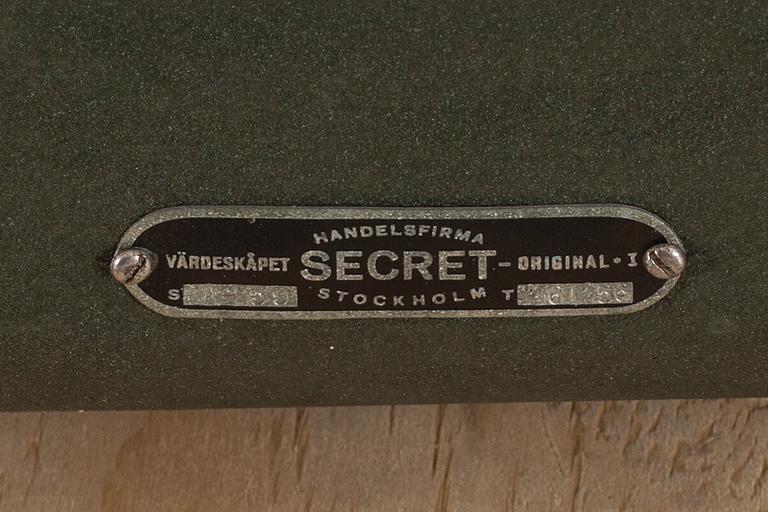 HANDELSFIRMA
VÄRDESKÅPET SECRET - ORIGINAL • I
S STOCKHOLM T